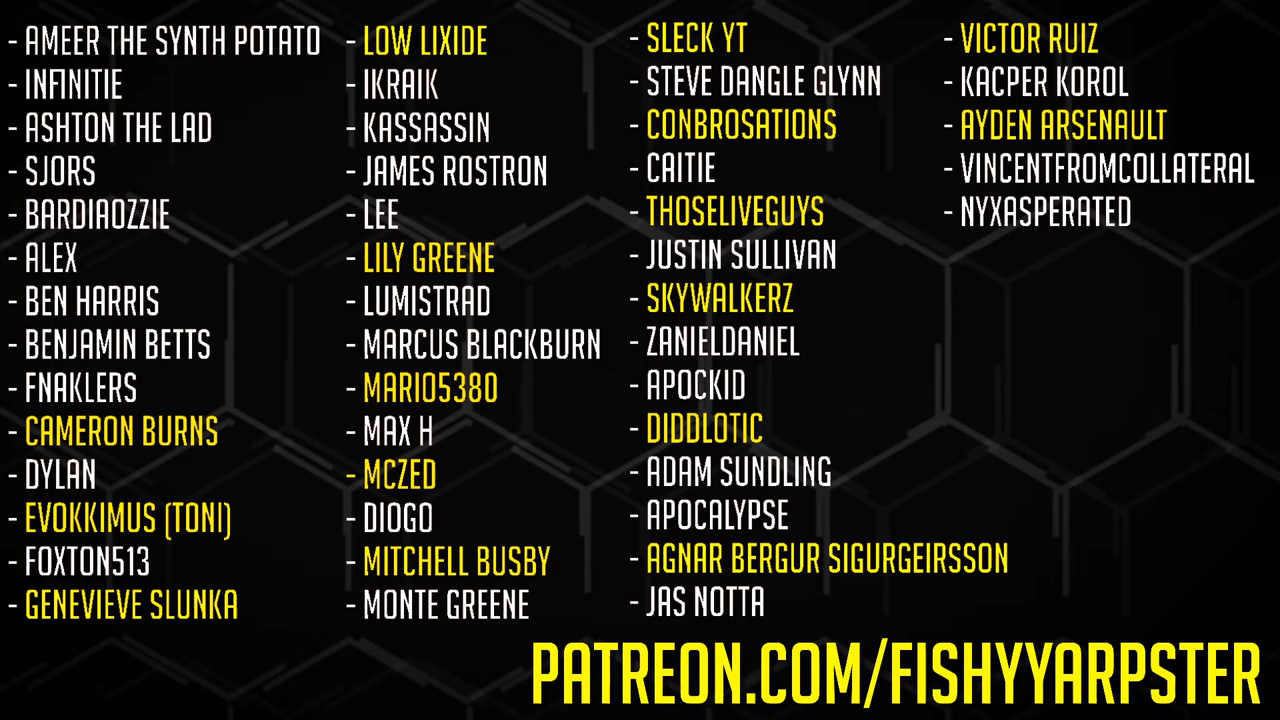 - AMEER THE SYNTH POTATO
- INFINITIE
- ASHTON THE LAD
- SJORS
- BARDIAOZZIE
- ALEX
- BEN HARRIS
- BENJAMIN BETTS
- FNAKLERS
- CAMERON BURNS
- DYLAN
- EVOKKIMUS (TONI)
- FOXTON513
- GENEVIEVE SLUNKA
- LOW LIXIDE
- IKRAIK
- KASSASSIN
- JAMES ROSTRON
- LEE
- LILY GREENE
- LUMISTRAD
- MARCUS BLACKBURN
- MARIO5380
- MAX H
- MCZED
- DIOGO
- MITCHELL BUSBY
- MONTE GREENE
- SLECK YT
- STEVE DANGLE GLYNN
- CONBROSATIONS
- CAITIE
- THOSELIVEGUYS
- JUSTIN SULLIVAN
- SKYWALKERZ
- ZANIELDANIEL
- APOCKID
- DIDDLOTIC
- ADAM SUNDLING
- APOCALYPSE
- AGNAR BERGUR SIGURGEIRSSON
- JAS NOTTA
- VICTOR RUIZ
- KACPER KOROL
- AYDEN ARSENAULT
- VINCENTFROMCOLLATERAL
- NYXASPERATED
PATREON.COM/FISHYYARPSTER